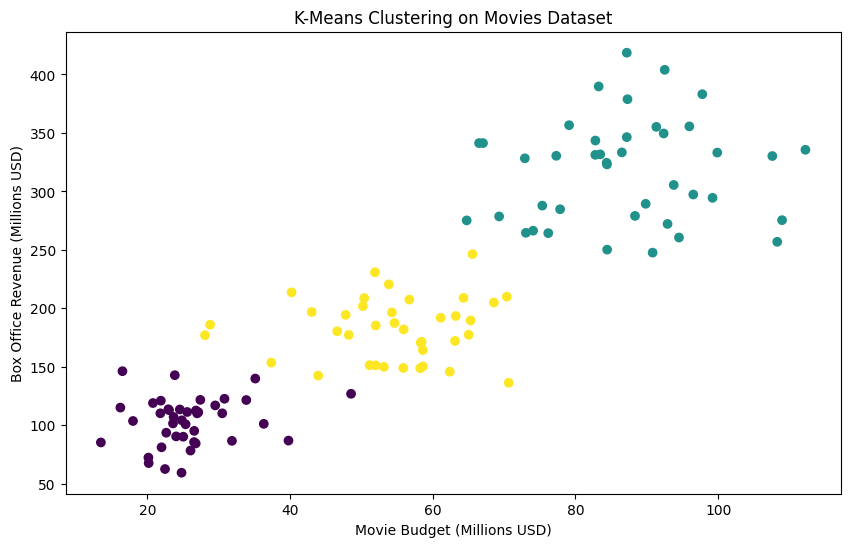 K-Means Clustering on Movies Dataset
400
350
300
250
200
150
100
50
Box Office Revenue (Millions USD)
20 40 60 80 100
Movie Budget (Millions USD)